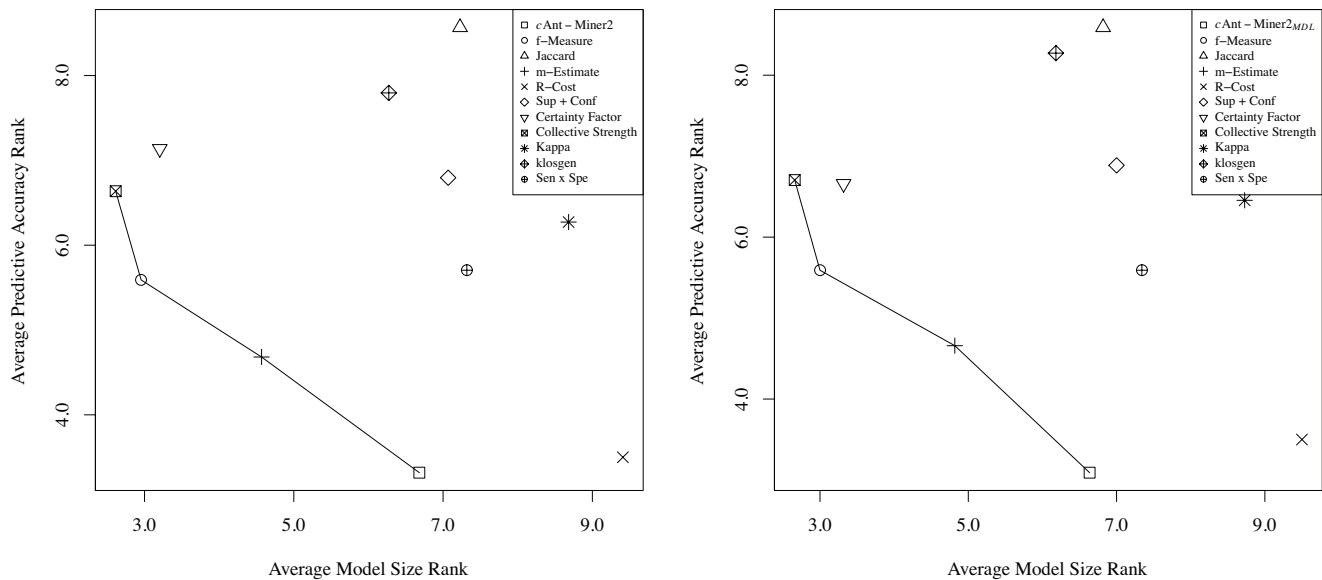 cAnt − Miner2
f−Measure
Jaccard
m−Estimate
R−Cost
Sup + Conf
Certainty Factor
Collective Strength
Kappa
klosgen
Sen x Spe
8.0
6.0
4.0
Average Predictive Accuracy Rank
3.0 5.0 7.0 9.0
Average Model Size Rank
cAnt − Miner2MDL
f−Measure
Jaccard
m−Estimate
R−Cost
Sup + Conf
Certainty Factor
Collective Strength
Kappa
klosgen
Sen x Spe
8.0
6.0
4.0
Average Predictive Accuracy Rank
3.0 5.0 7.0 9.0
Average Model Size Rank